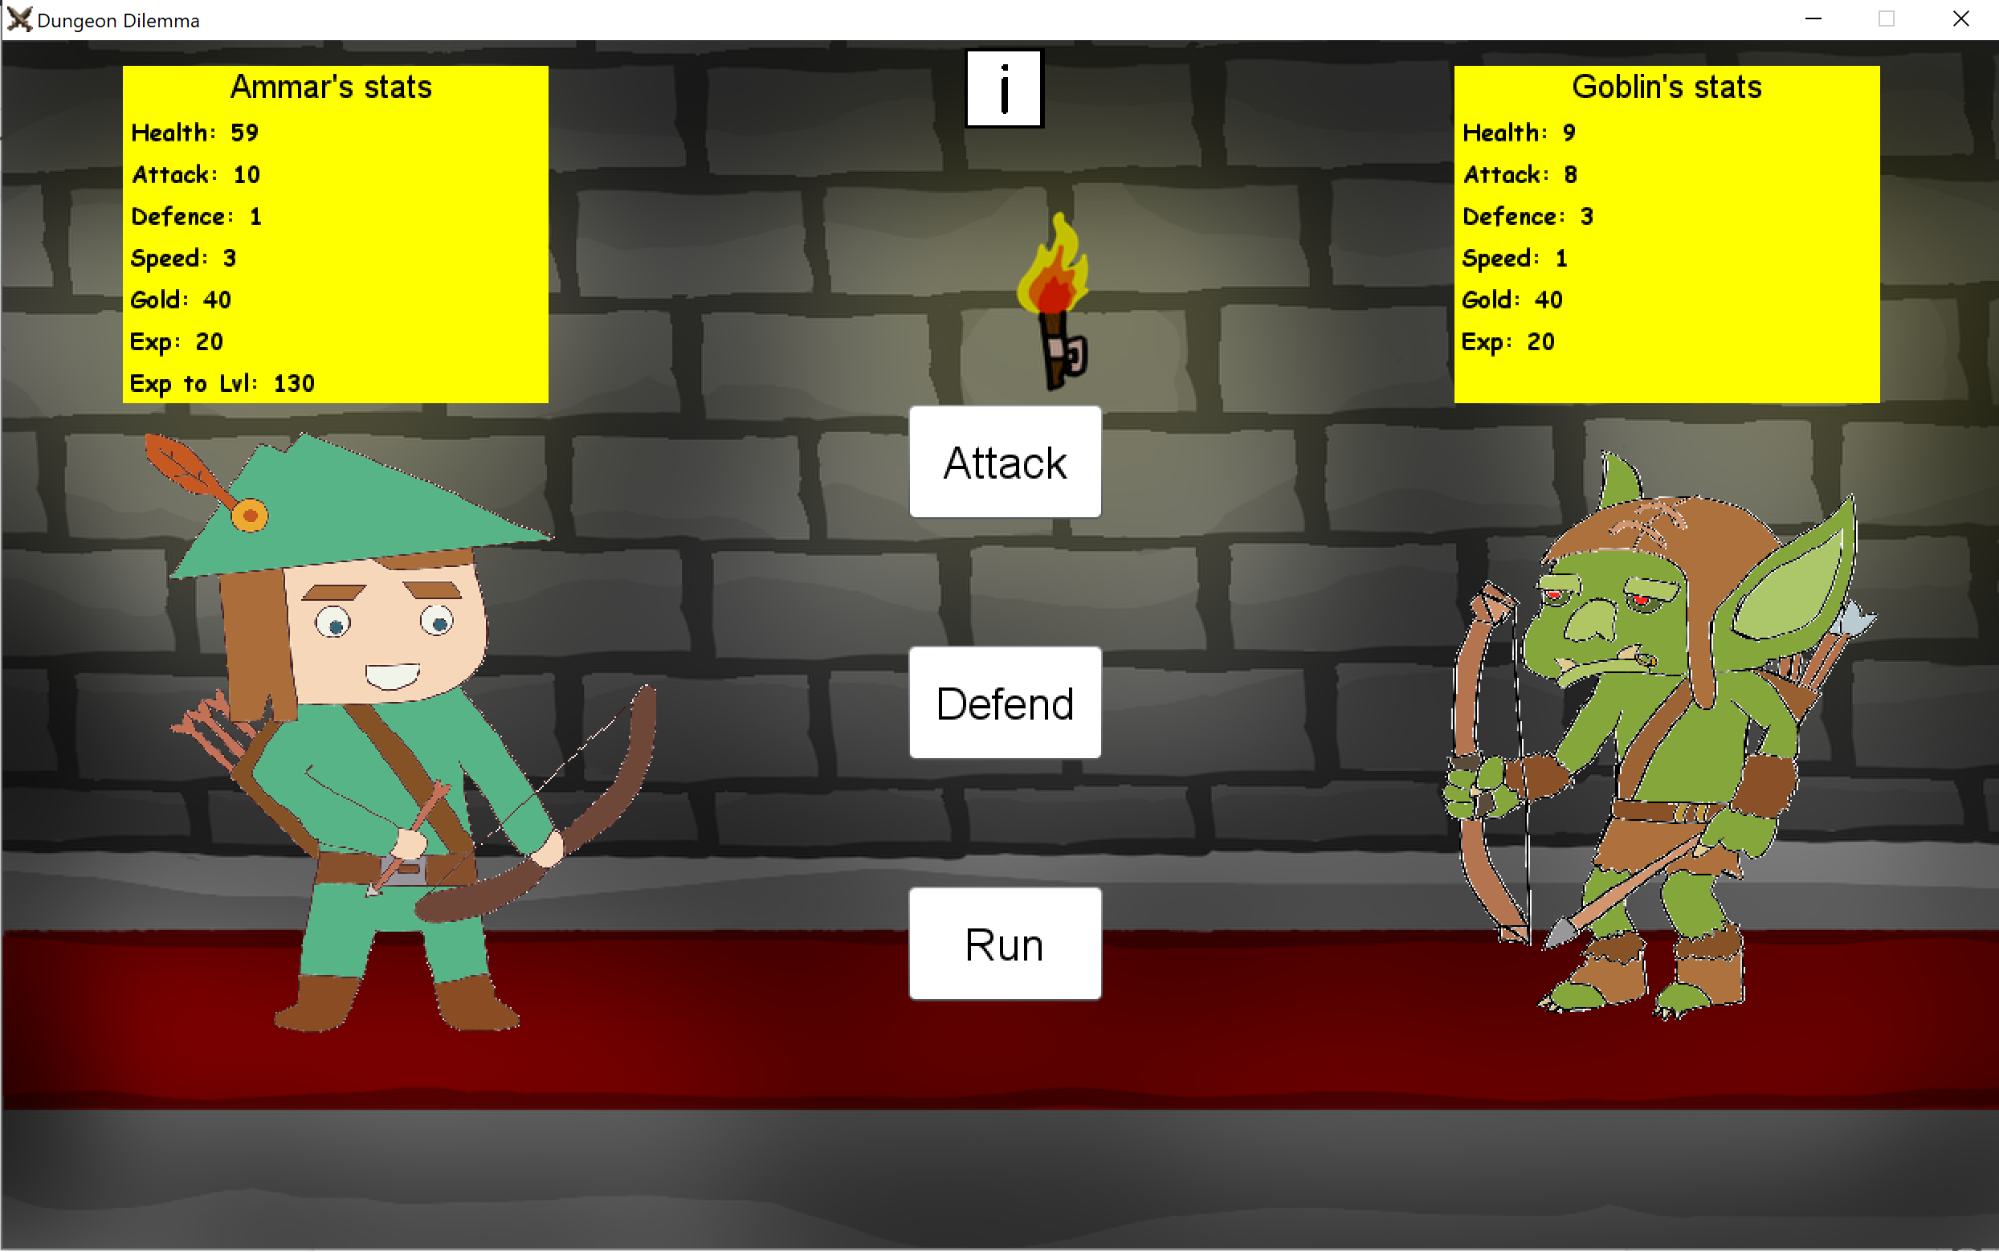 Dungeon Dilemma
i
Ammar's stats
Health: 59
Attack: 10
Defence: 1
Speed: 3
Gold: 40
Exp: 20
Exp to Lvl: 130
Goblin's stats
Health: 9
Attack: 8
Defence: 3
Speed: 1
Gold: 40
Exp: 20
Attack
Defend
Run